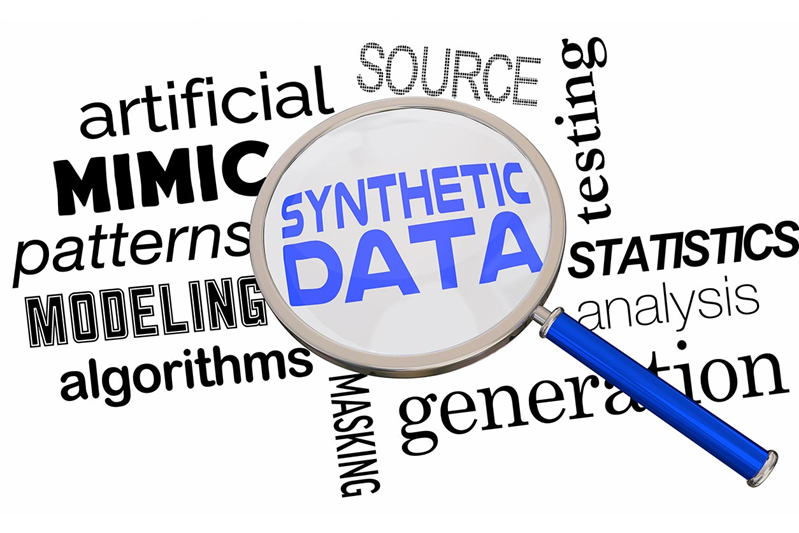 artificial
SOURCE
testing
MIMIC
SYNTHETIC
DATA
patterns
STATISTICS
MODELING
analysis
algorithms
MASKING
generation